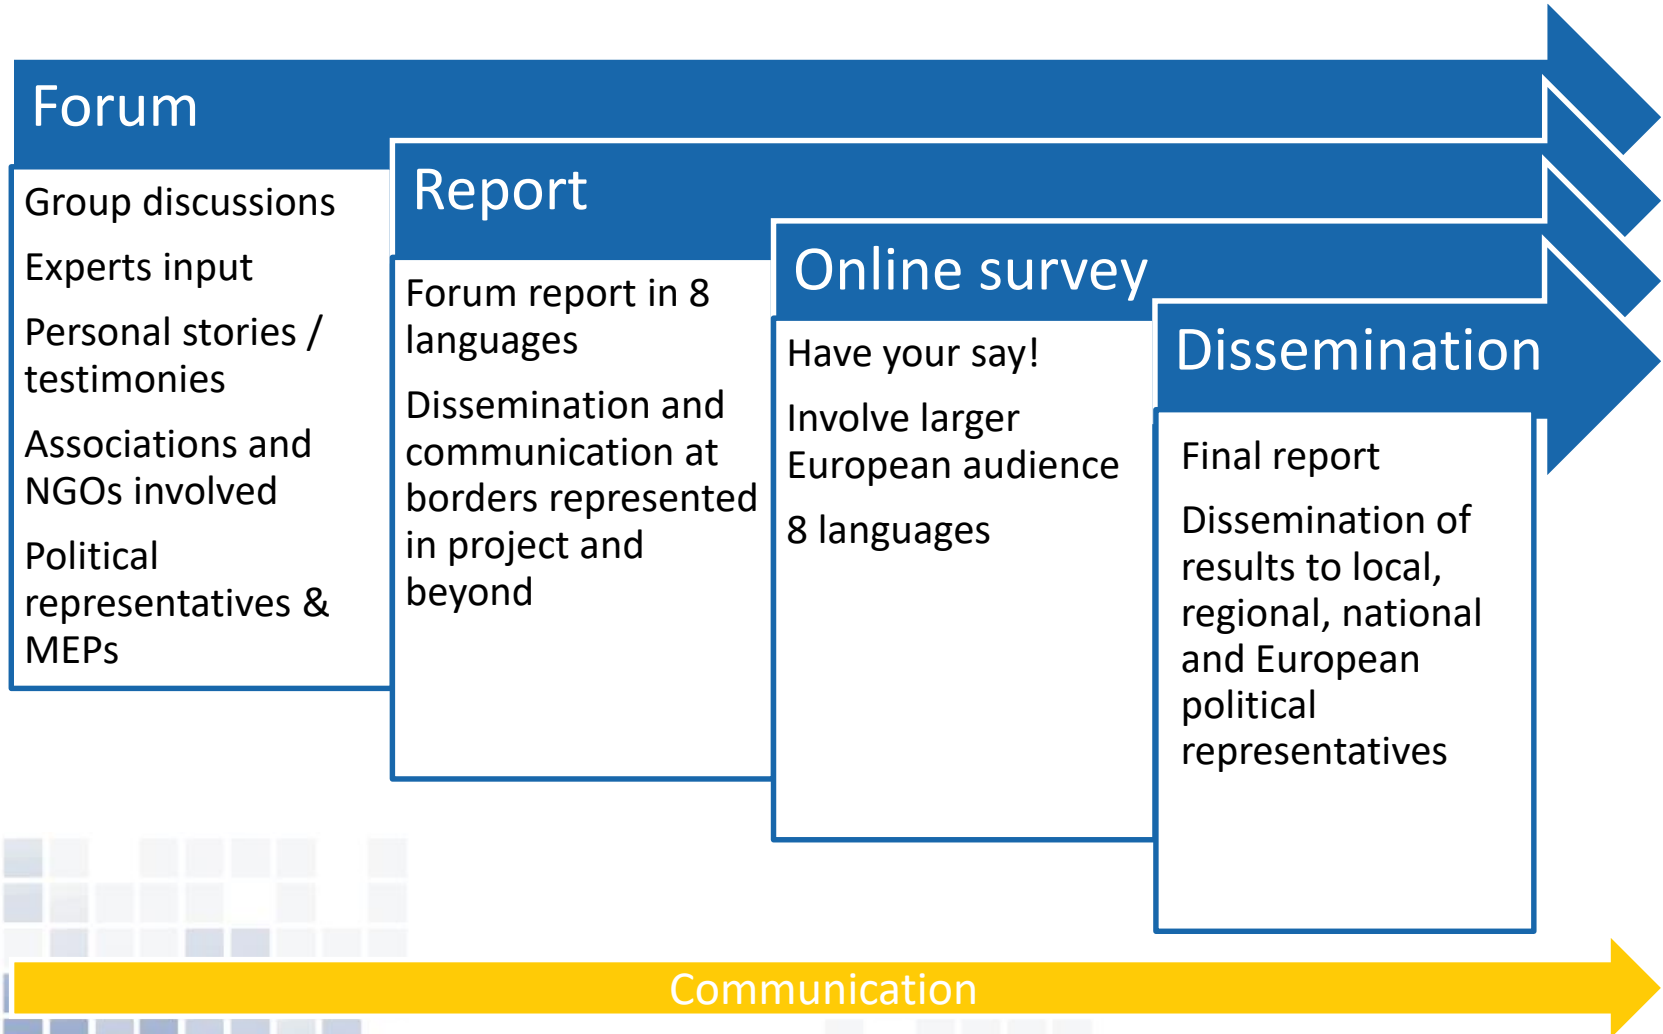 Forum
Group discussions
Experts input
Personal stories /
testimonies
Associations and
NGOs involved
Political
representatives &
MEPs
Report
Forum report in 8
languages
Dissemination and
communication at
borders represented
in project and
beyond
Online survey
Have your say!
Involve larger
European audience
8 languages
Dissemination
Final report
Dissemination of
results to local,
regional, national
and European
political
representatives
Communication